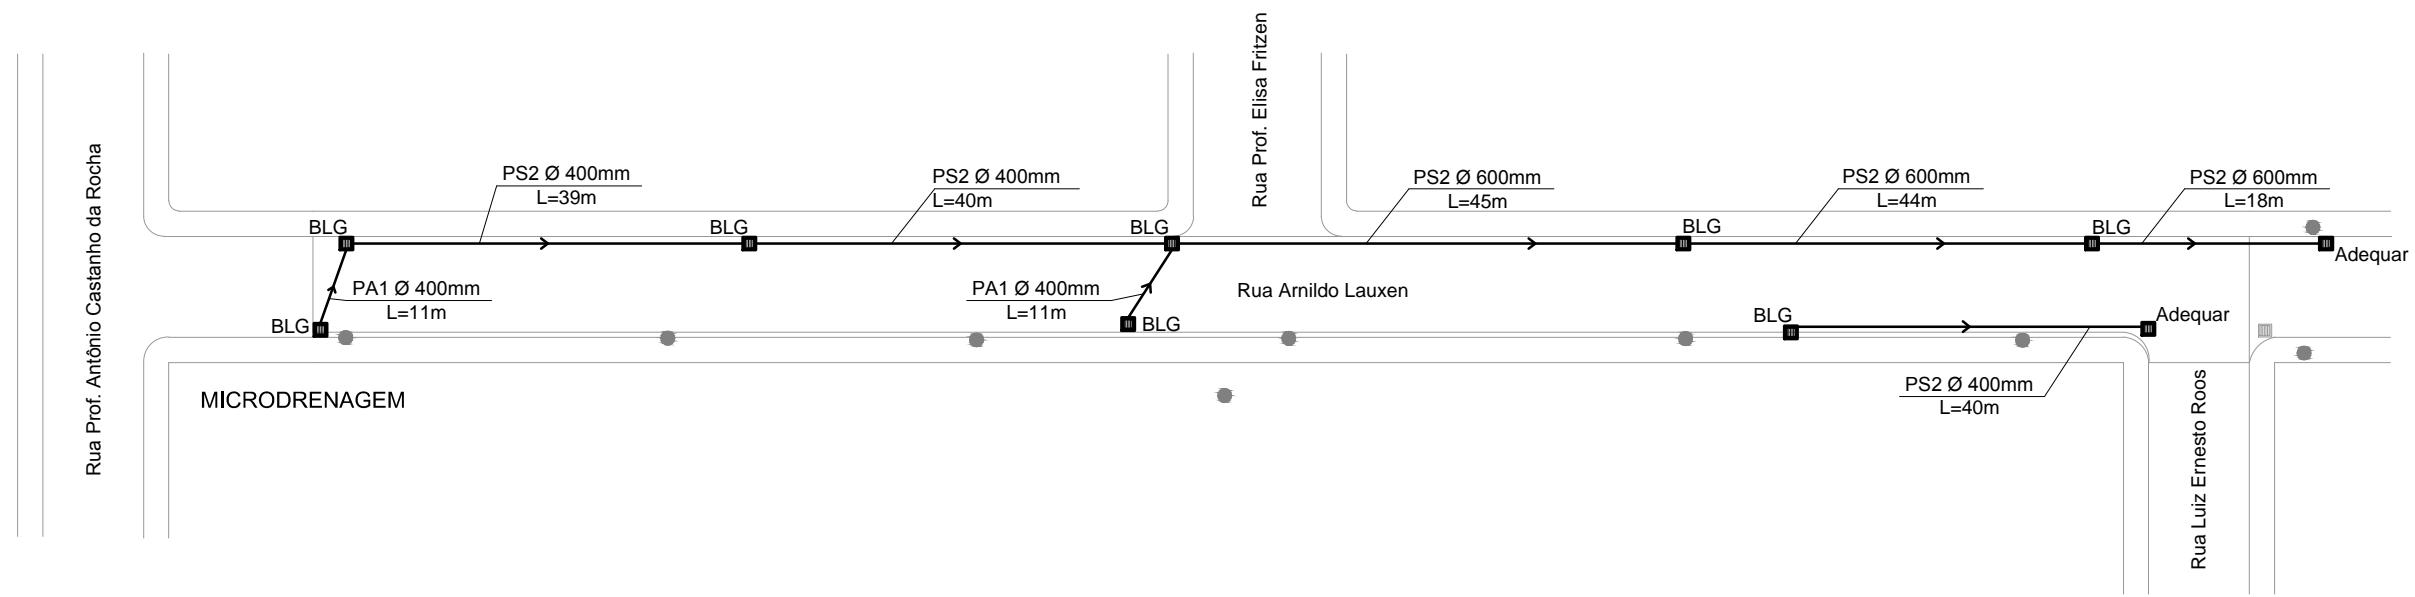 Rua Prof. Antônio Castanho da Rocha
Rua Prof. Elisa Fritzen
PS2 Ø 400mm
L=39m
PS2 Ø 400mm
L=40m
PS2 Ø 600mm
L=45m
PS2 Ø 600mm
L=44m
PS2 Ø 600mm
L=18m
BLG
BLG
BLG
BLG
BLG
Adequar
PA1 Ø 400mm
L=11m
PA1 Ø 400mm
L=11m
Rua Arnildo Lauxen
BLG
BLG
BLG
Adequar
PS2 Ø 400mm
L=40m
MICRODRENAGEM
Rua Luiz Ernesto Roos